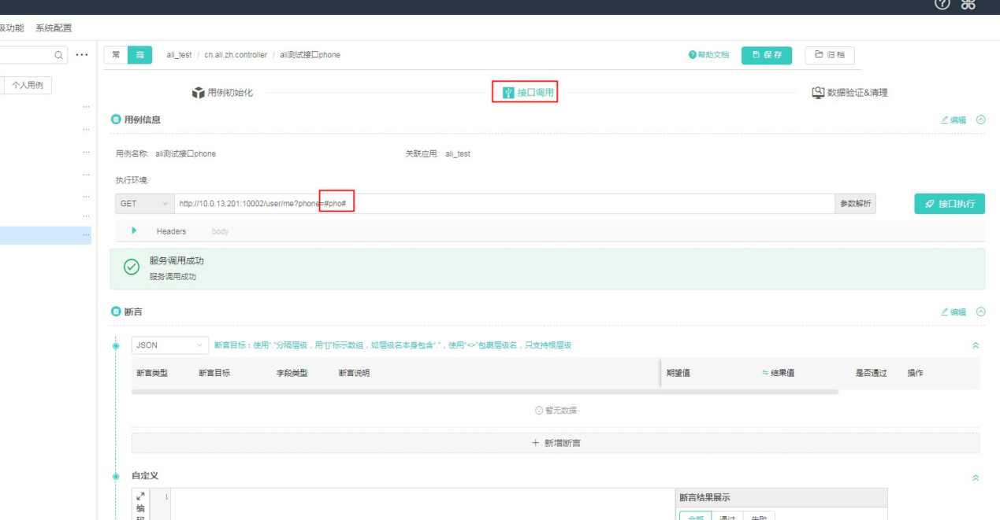 级功能 系统配置
常 高 ali_test / cn.ali.zh.controller / ali测试接口phone 帮助文档 保存 归档
个人用例
用例初始化 接口调用 数据验证&清理
用例信息 编辑
用例名称: ali测试接口phone 关联应用: ali_test
执行环境:
GET http://10.0.13.201:10002/user/me?phone=#pho# 参数解析 接口执行
Headers body
服务调用成功
服务调用成功
断言 编辑
JSON 断言目标：使用"."分隔层级，用"[]"标示数组，如层级名本身包含"."，使用"<>"包裹层级名，只支持根层级
断言类型 断言目标 字段类型 断言说明 期望值 结果值 是否通过 操作
暂无数据
+ 新增断言
自定义
1 断言结果展示
编
全部 通过 失败